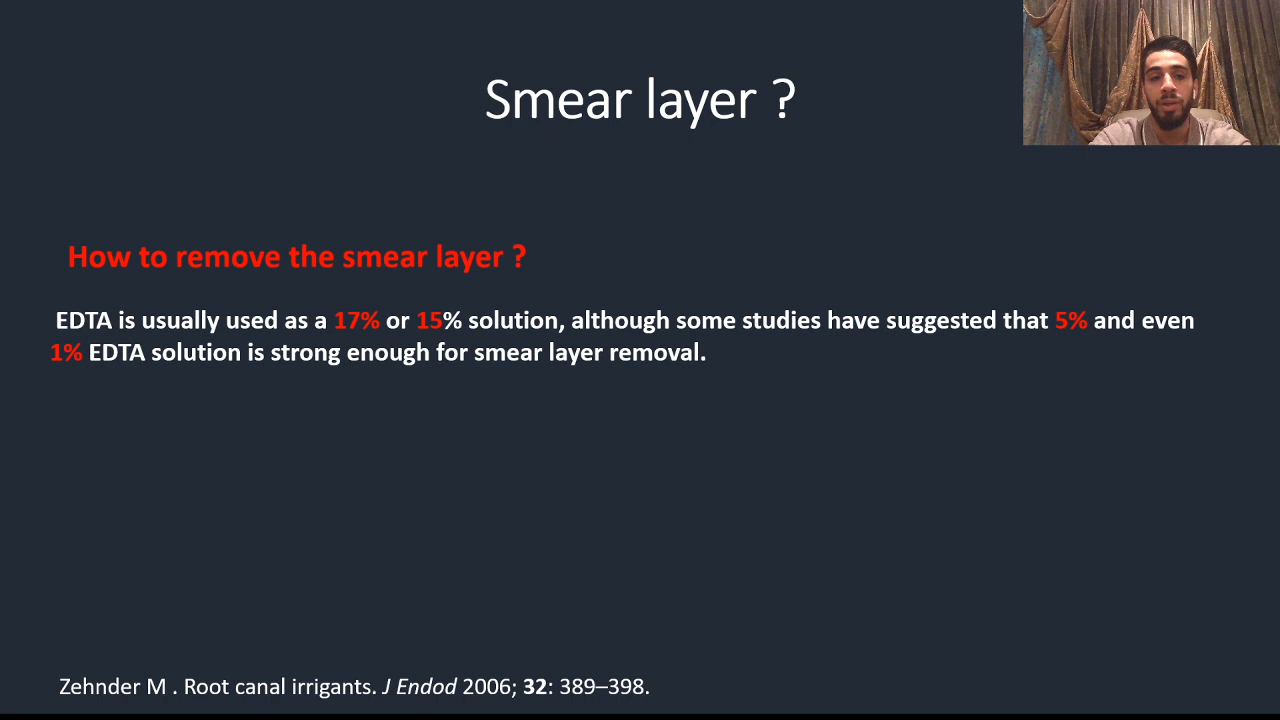 Smear layer ?
How to remove the smear layer ?
EDTA is usually used as a 17% or 15% solution, although some studies have suggested that 5% and even
1% EDTA solution is strong enough for smear layer removal.
Zehnder M . Root canal irrigants. J Endod 2006; 32: 389–398.